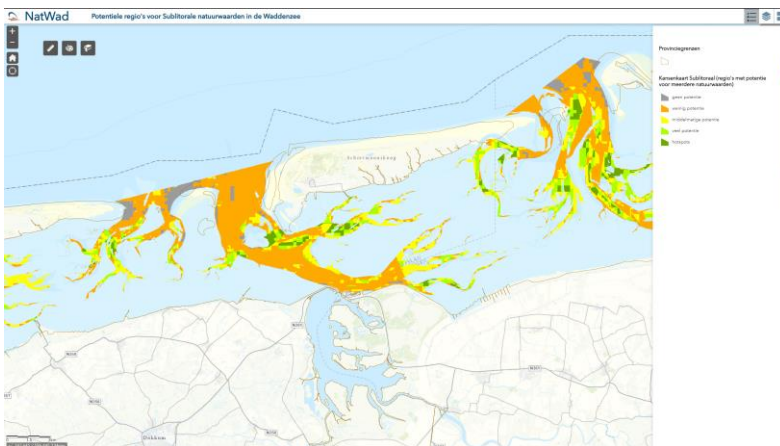 NatWad
Potentiele regio's voor Sublitorale natuurwaarden in de Waddenzee
Provinciegrenzen
Kansenkaart Sublitoraal (regio's met potentie
voor meerdere natuurwaarden)
geen potentie
weinig potentie
middelmatige potentie
veel potentie
hotspots
Schiermonnikoog
Dokkum